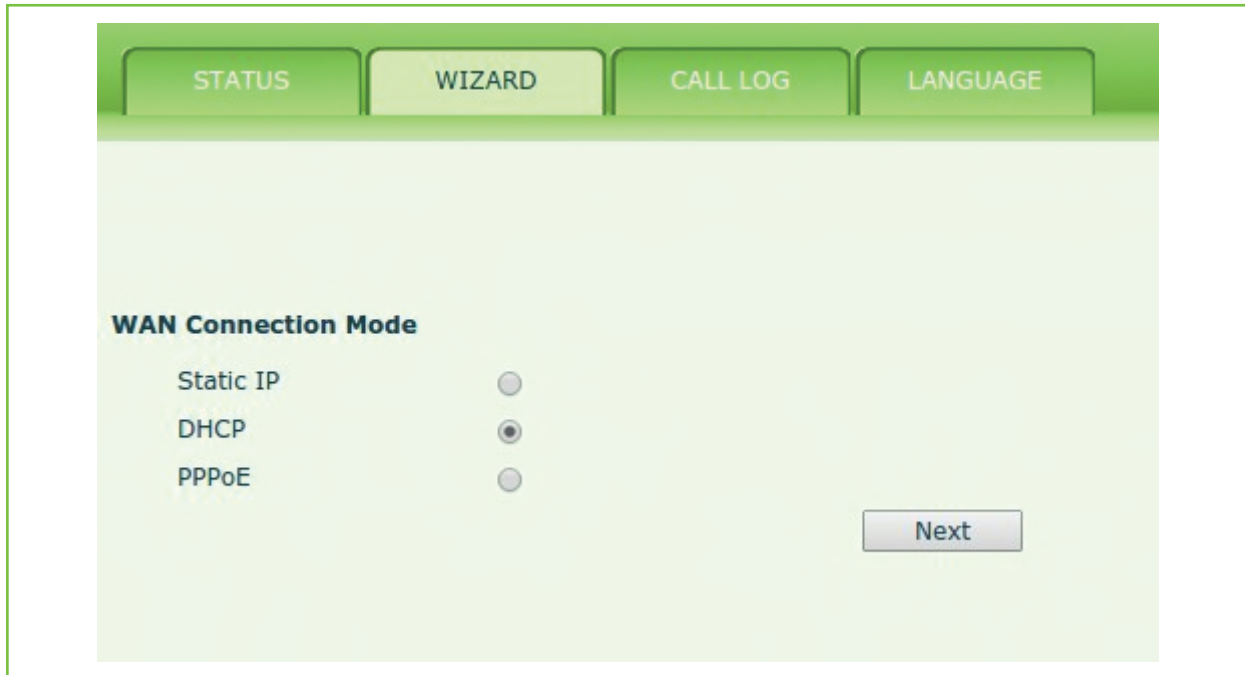 STATUS WIZARD CALL LOG LANGUAGE
WAN Connection Mode
Static IP
DHCP
PPPoE
Next